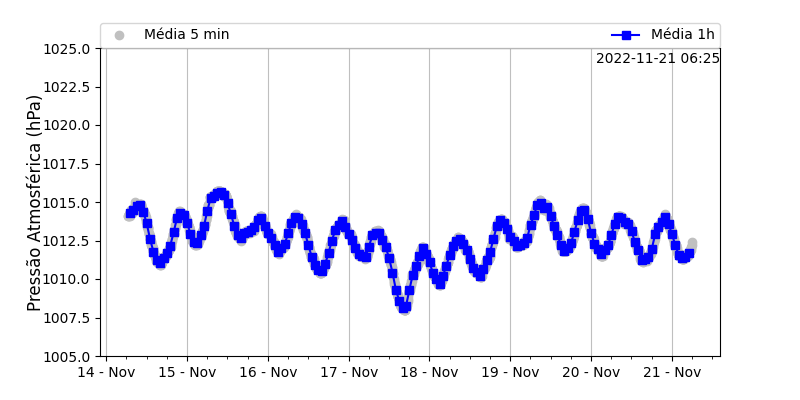 Média 5 min
Média 1h
2022-11-21 06:25
Pressão Atmosférica (hPa)
1025.0
1022.5
1020.0
1017.5
1015.0
1012.5
1010.0
1007.5
1005.0
14 - Nov
15 - Nov
16 - Nov
17 - Nov
18 - Nov
19 - Nov
20 - Nov
21 - Nov